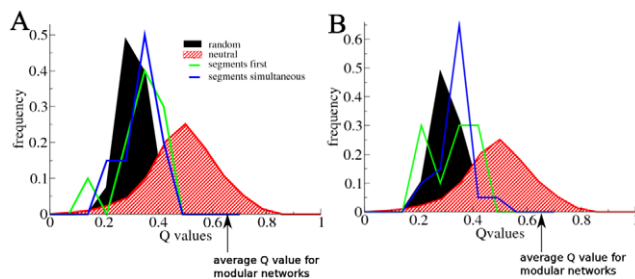 A
random
neutral
segments first
segments simultaneous
frequency
0.5
0.4
0.3
0.2
0.1
0
0 0.2 0.4 0.6 0.8 1
Q values
average Q value for
modular networks
B
frequency
0.6
0.5
0.4
0.3
0.2
0.1
0
0 0.2 0.4 0.6 0.8 1
Qvalues
average Q value for
modular networks